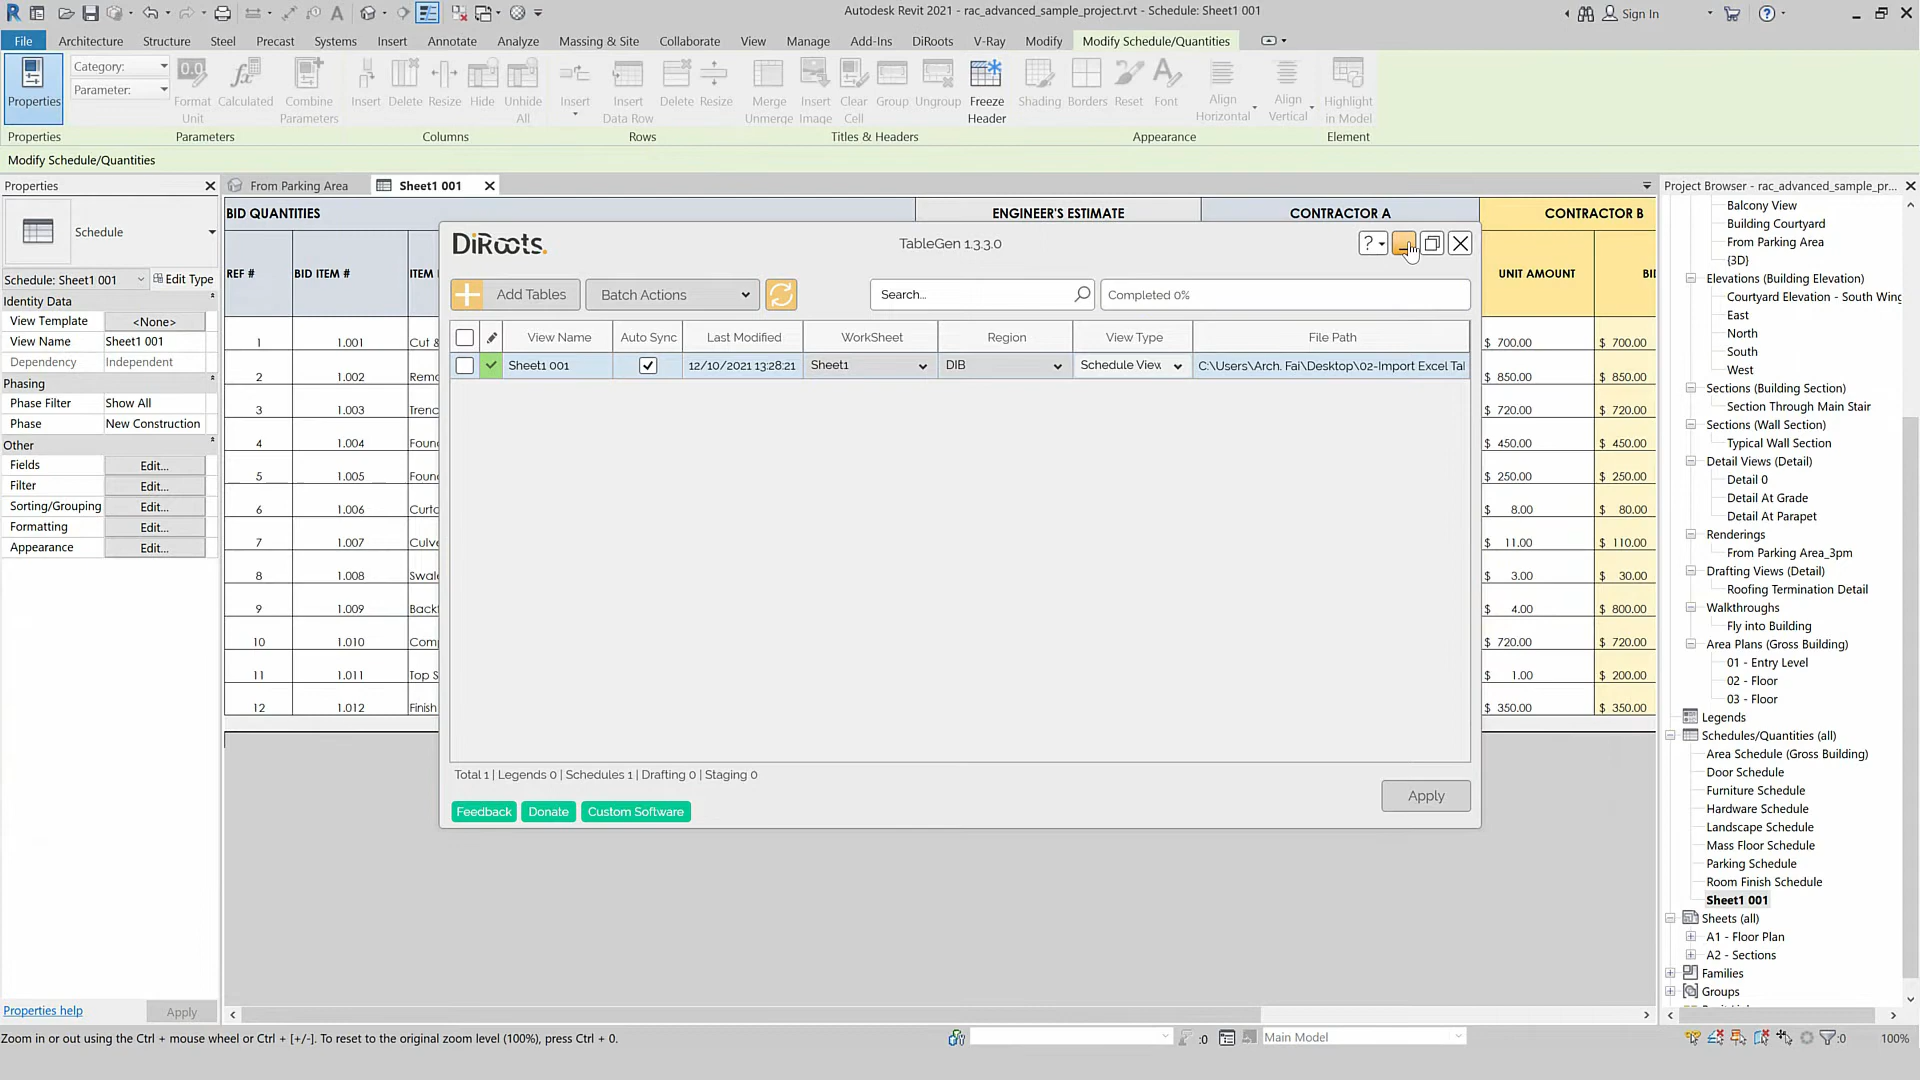 Autodesk Revit 2021 - rac_advanced_sample_project.rvt - Schedule: Sheet1 001
Sign In
File Architecture Structure Steel Precast Systems Insert Annotate Analyze Massing & Site Collaborate View Manage Add-Ins DiRoots V-Ray Modify Modify Schedule/Quantities
Category:
Parameter:
Properties
Format Unit
Calculated
Combine Parameters
Insert Delete Resize Hide Unhide All
Insert
Insert Data Row
Delete Resize
Merge Unmerge
Insert Image
Clear Cell
Group Ungroup
Freeze Header
Shading Borders Reset Font
Align Horizontal
Align Vertical
Highlight in Model
Properties Parameters Columns Rows Titles & Headers Appearance Element
Modify Schedule/Quantities
Properties
Schedule
Schedule: Sheet1 001 Edit Type
Identity Data
View Template <None>
View Name Sheet1 001
Dependency Independent
Phasing
Phase Filter Show All
Phase New Construction
Other
Fields Edit...
Filter Edit...
Sorting/Grouping Edit...
Formatting Edit...
Appearance Edit...
Properties help Apply
From Parking Area Sheet1 001
BID QUANTITIES ENGINEER'S ESTIMATE CONTRACTOR A CONTRACTOR B
REF # BID ITEM # ITEM UNIT AMOUNT
1 1.001 Cut & $ 700.00 $ 700.00
2 1.002 $ 850.00 $ 850.00
3 1.003 $ 720.00 $ 720.00
4 1.004 $ 450.00 $ 450.00
5 1.005 $ 250.00 $ 250.00
6 1.006 $ 8.00 $ 80.00
7 1.007 $ 11.00 $ 110.00
8 1.008 $ 3.00 $ 30.00
9 1.009 $ 4.00 $ 800.00
10 1.010 $ 720.00 $ 720.00
11 1.011 Top S $ 1.00 $ 200.00
12 1.012 Finish $ 350.00 $ 350.00
DiRoots.
TableGen 1.3.3.0
?
Add Tables
Batch Actions
Search...
Completed 0%
View Name Auto Sync Last Modified WorkSheet Region View Type File Path
Sheet1 001 12/10/2021 13:28:21 Sheet1 DIB Schedule View C:\Users\Arch. Fai\Desktop\02-Import Excel Tal
Total 1 | Legends 0 | Schedules 1 | Drafting 0 | Staging 0
Apply
Feedback Donate Custom Software
Project Browser - rac_advanced_sample_pr...
Balcony View
Building Courtyard
From Parking Area
{3D}
Elevations (Building Elevation)
Courtyard Elevation - South Wing
East
North
South
West
Sections (Building Section)
Section Through Main Stair
Sections (Wall Section)
Typical Wall Section
Detail Views (Detail)
Detail 0
Detail At Grade
Detail At Parapet
Renderings
From Parking Area_3pm
Drafting Views (Detail)
Roofing Termination Detail
Walkthroughs
Fly into Building
Area Plans (Gross Building)
01 - Entry Level
02 - Floor
03 - Floor
Legends
Schedules/Quantities (all)
Area Schedule (Gross Building)
Door Schedule
Furniture Schedule
Hardware Schedule
Landscape Schedule
Mass Floor Schedule
Parking Schedule
Room Finish Schedule
Sheet1 001
Sheets (all)
A1 - Floor Plan
A2 - Sections
Families
Groups
Zoom in or out using the Ctrl + mouse wheel or Ctrl + [+/-]. To reset to the original zoom level (100%), press Ctrl + 0.
:0
Main Model
:0
100%